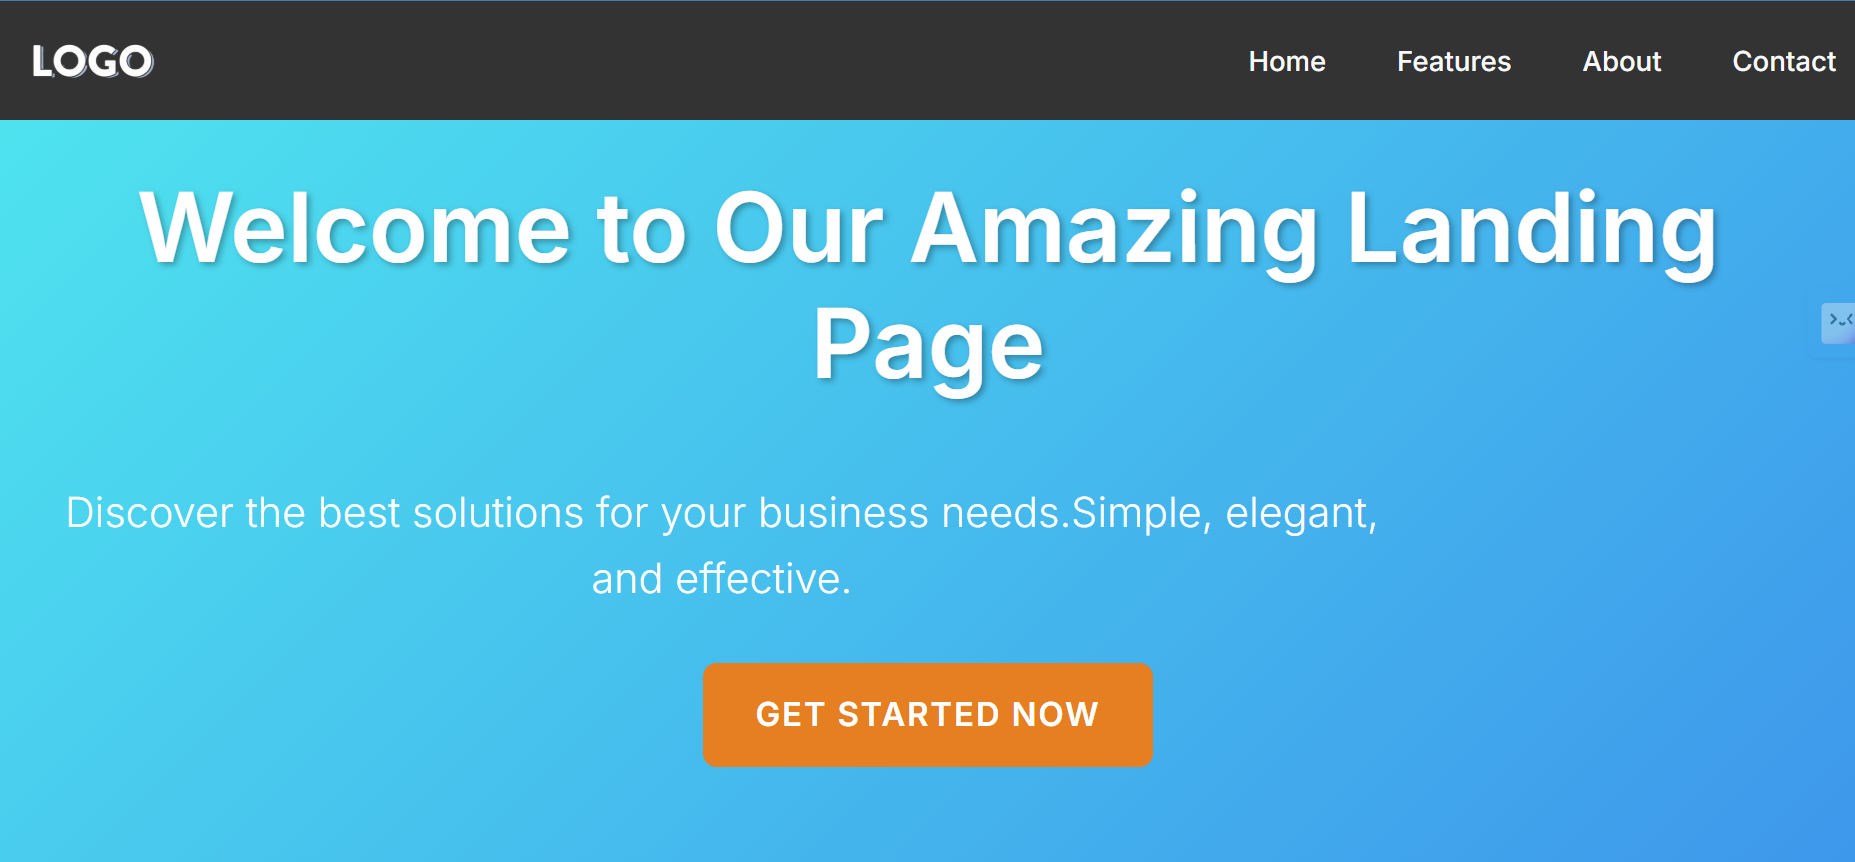 LOGO
Home Features About Contact
Welcome to Our Amazing Landing
Page
Discover the best solutions for your business needs.Simple, elegant,
and effective.
GET STARTED NOW